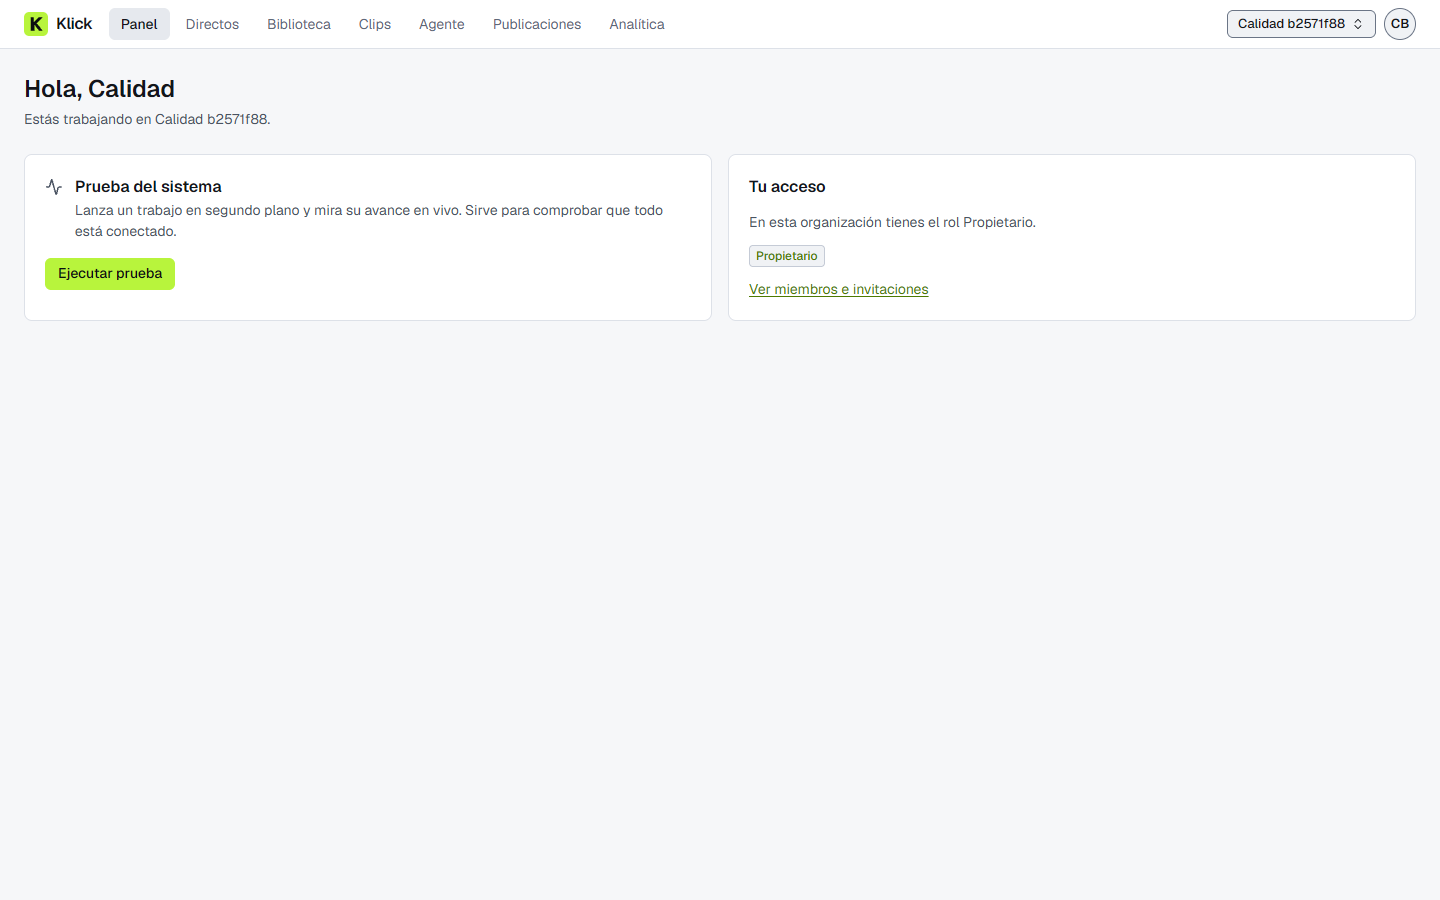 K Klick Panel Directos Biblioteca Clips Agente Publicaciones Analítica Calidad b2571f88 CB
Hola, Calidad
Estás trabajando en Calidad b2571f88.
Prueba del sistema
Lanza un trabajo en segundo plano y mira su avance en vivo. Sirve para comprobar que todo
está conectado.
Ejecutar prueba
Tu acceso
En esta organización tienes el rol Propietario.
Propietario
Ver miembros e invitaciones